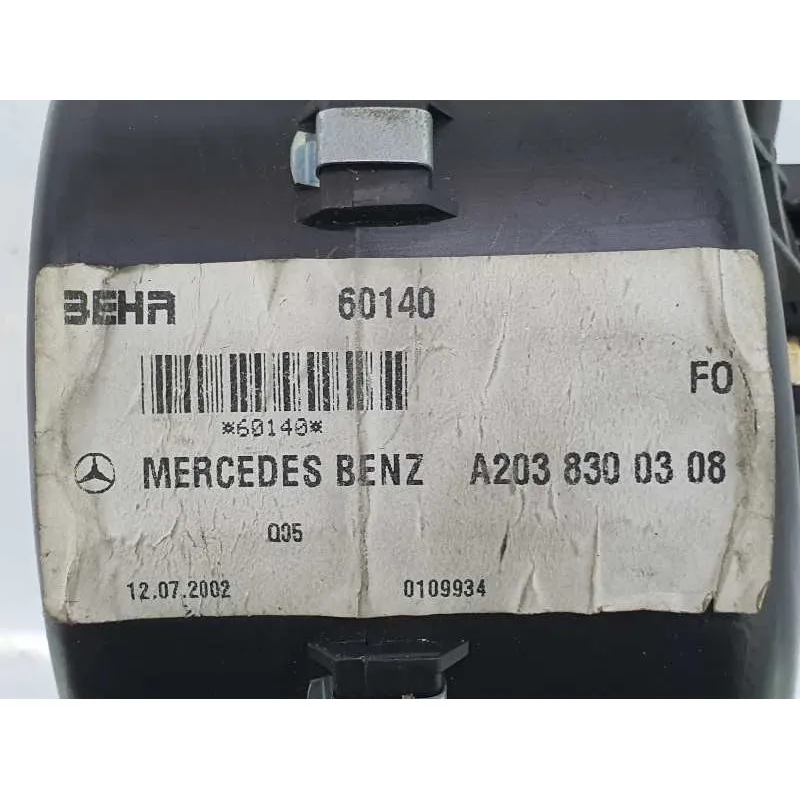 BEHR 60140
FO
*60140*
MERCEDES BENZ A203 830 03 08
Q05
12.07.2002 0109934